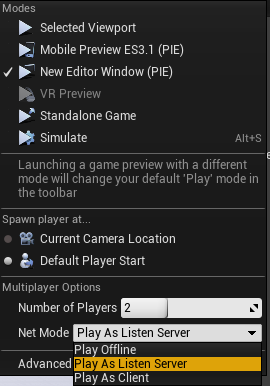 Modes
Selected Viewport
Mobile Preview ES3.1 (PIE)
New Editor Window (PIE)
VR Preview
Standalone Game
Simulate Alt+S
Launching a game preview with a different
mode will change your default 'Play' mode in
the toolbar
Spawn player at...
Current Camera Location
Default Player Start
Multiplayer Options
Number of Players 2
Net Mode Play As Listen Server
Play Offline
Advanced Play As Listen Server
Play As Client